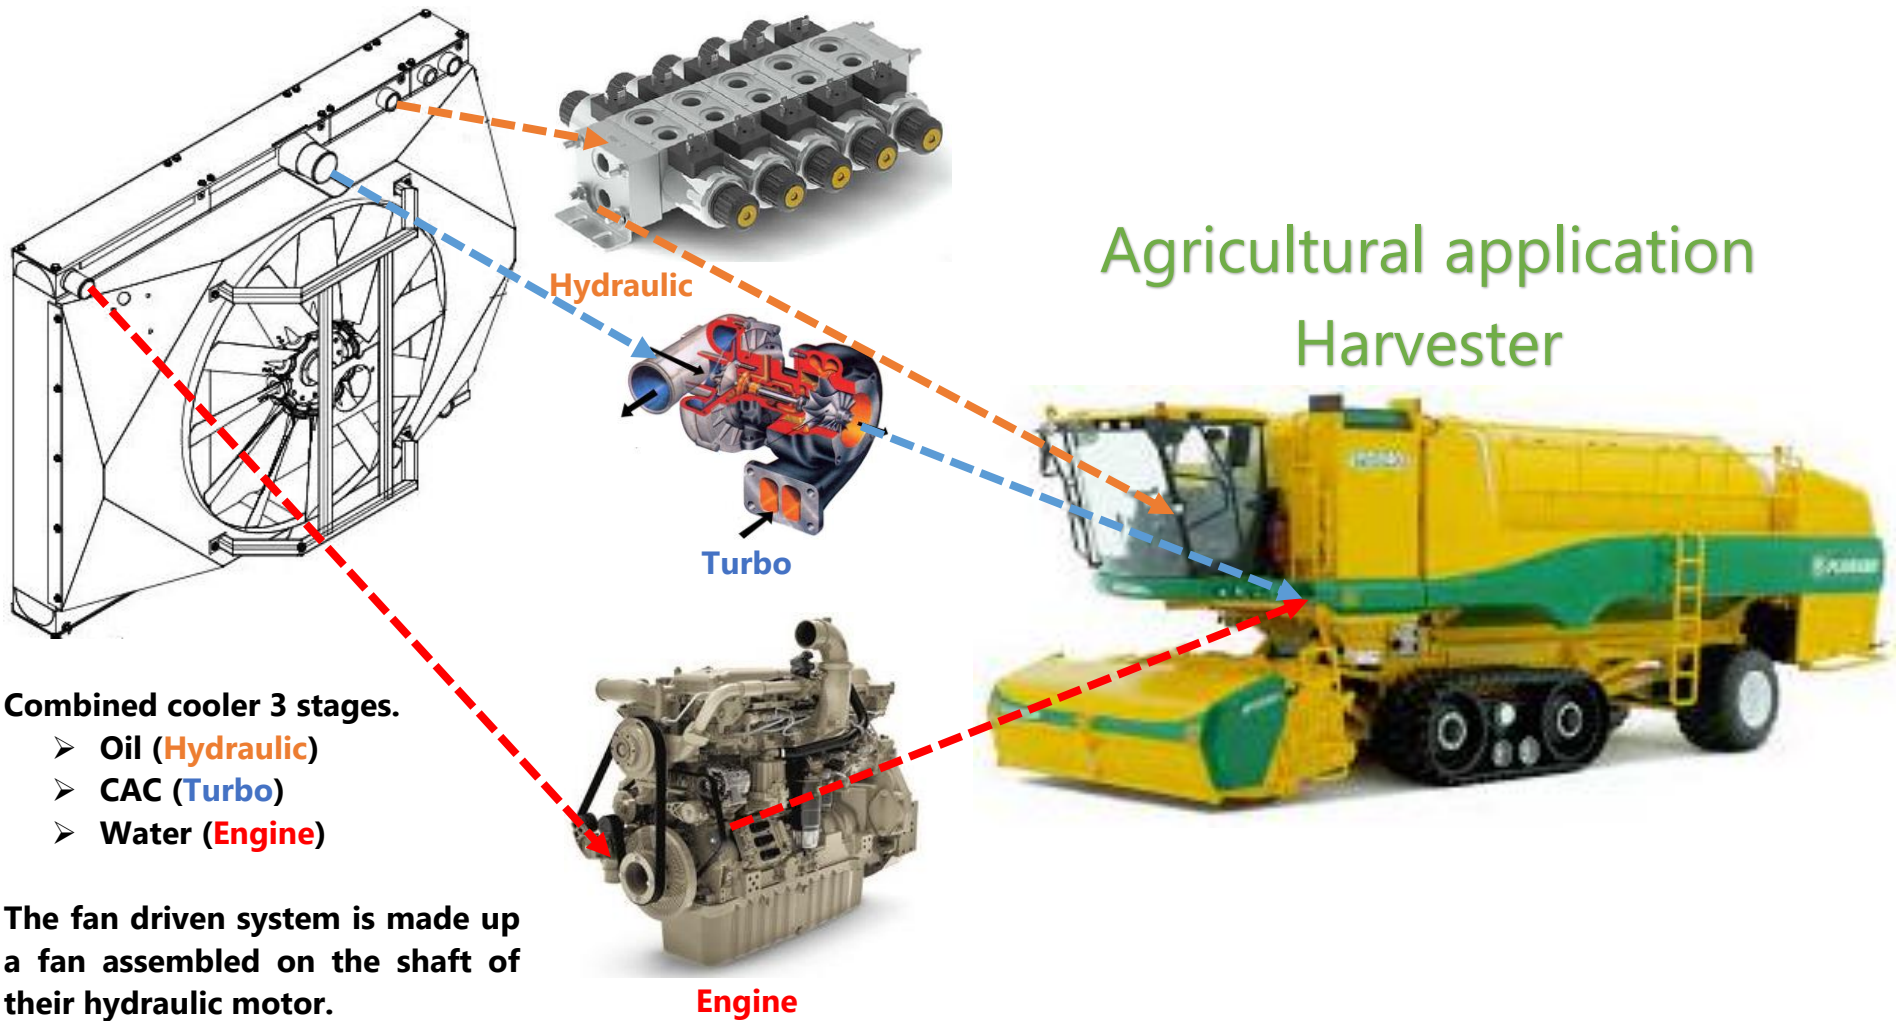 Agricultural application
Harvester
Hydraulic
Turbo
Combined cooler 3 stages.
➢ Oil (Hydraulic)
➢ CAC (Turbo)
➢ Water (Engine)
The fan driven system is made up
a fan assembled on the shaft of
their hydraulic motor.
Engine